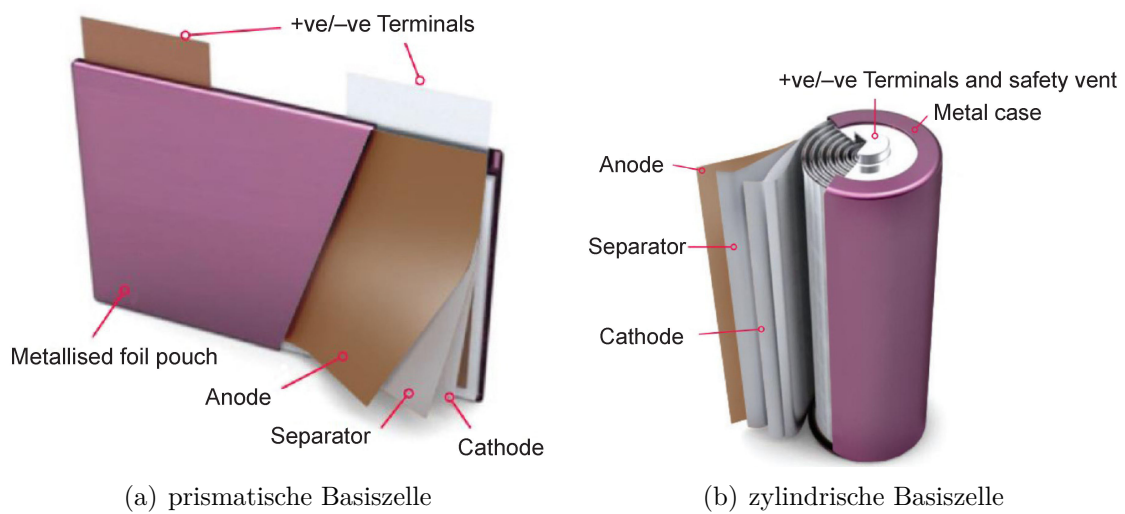 +ve/–ve Terminals
Metallised foil pouch
Anode
Separator
Cathode
+ve/–ve Terminals and safety vent
Metal case
Anode
Separator
Cathode
(a) prismatische Basiszelle
(b) zylindrische Basiszelle